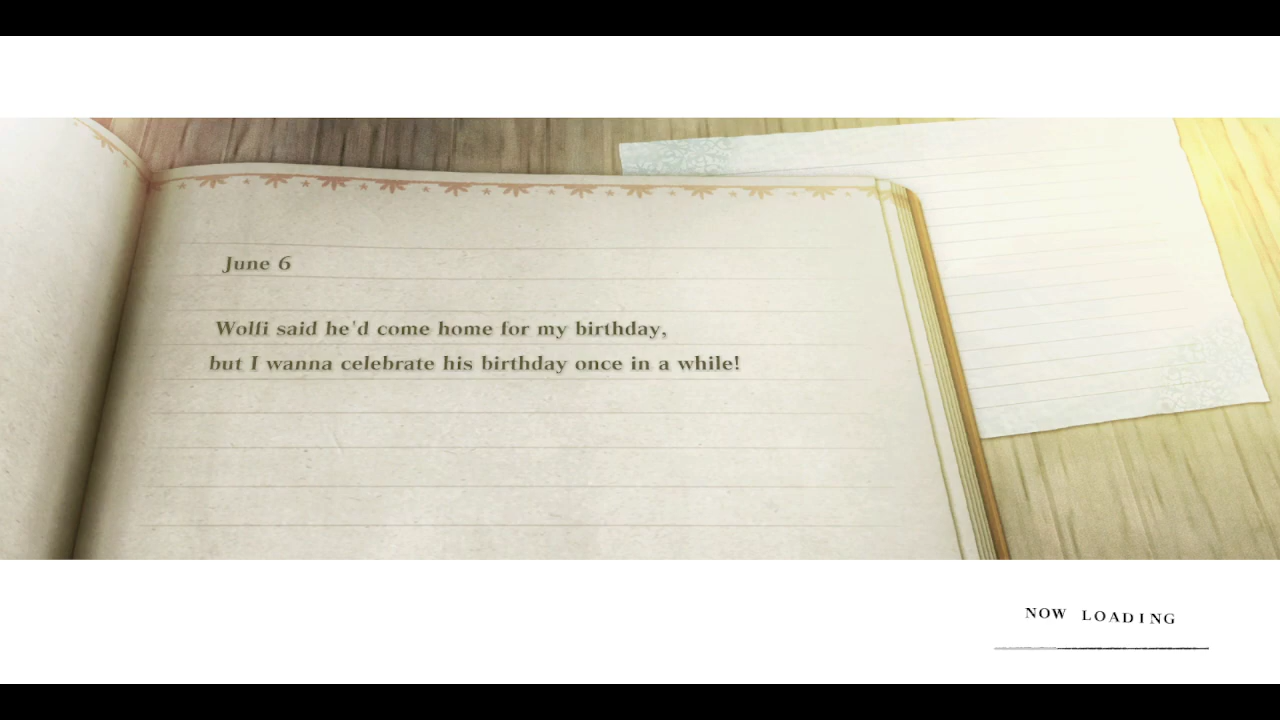 June 6
Wolfi said he'd come home for my birthday,
but I wanna celebrate his birthday once in a while!
NOW LOADING